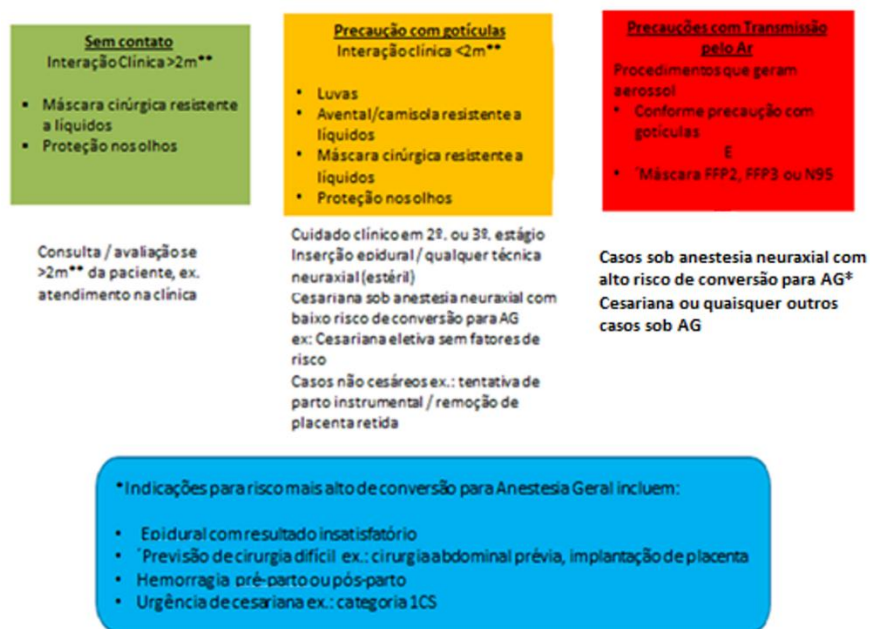 Sem contato
Interação Clínica >2m**
▪ Máscara cirúrgica resistente
a líquidos
▪ Proteção nos olhos
Consulta / avaliação se
>2m** da paciente, ex.
atendimento na clínica
Precaução com gotículas
Interação clínica <2m**
• Luvas
• Avental/camisola resistente a
líquidos
• Máscara cirúrgica resistente a
líquidos
• Proteção nos olhos
Cuidado clínico em 2º. ou 3º. estágio
Inserção epidural / qualquer técnica
neuraxial (estéril)
Cesariana sob anestesia neuraxial com
baixo risco de conversão para AG
ex: Cesariana eletiva sem fatores de
risco
Casos não cesáreos ex.: tentativa de
parto instrumental / remoção de
placenta retida
Precauções com Transmissão
pelo Ar
Procedimentos que geram
aerossol
• Conforme precaução com
gotículas
E
• ´Máscara FFP2, FFP3 ou N95
Casos sob anestesia neuraxial com
alto risco de conversão para AG*
Cesariana ou quaisquer outros
casos sob AG
*Indicações para risco mais alto de conversão para Anestesia Geral incluem:
• Epidural com resultado insatisfatório
• ´Previsão de cirurgia difícil ex.: cirurgia abdominal prévia, implantação de placenta
• Hemorragia pré-parto ou pós-parto
• Urgência de cesariana ex.: categoria 1CS